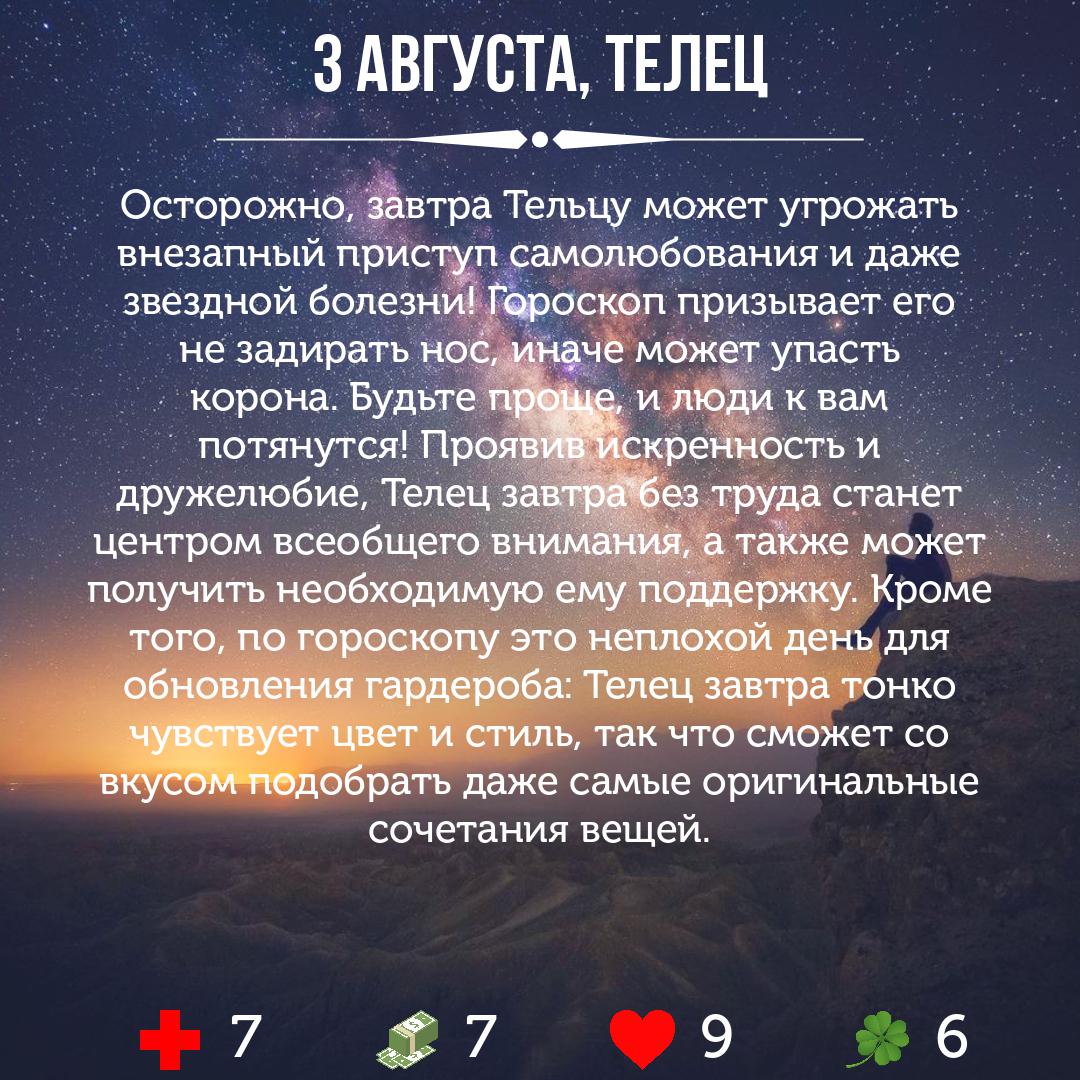 3 АВГУСТА, ТЕЛЕЦ
Осторожно, завтра Тельцу может угрожать
внезапный приступ самолюбования и даже
звездной болезни! Гороскоп призывает его
не задирать нос, иначе может упасть
корона. Будьте проще, и люди к вам
потянутся! Проявив искренность и
дружелюбие, Телец завтра без труда станет
центром всеобщего внимания, а также может
получить необходимую ему поддержку. Кроме
того, по гороскопу это неплохой день для
обновления гардероба: Телец завтра тонко
чувствует цвет и стиль, так что сможет со
вкусом подобрать даже самые оригинальные
сочетания вещей.
7 7 9 6